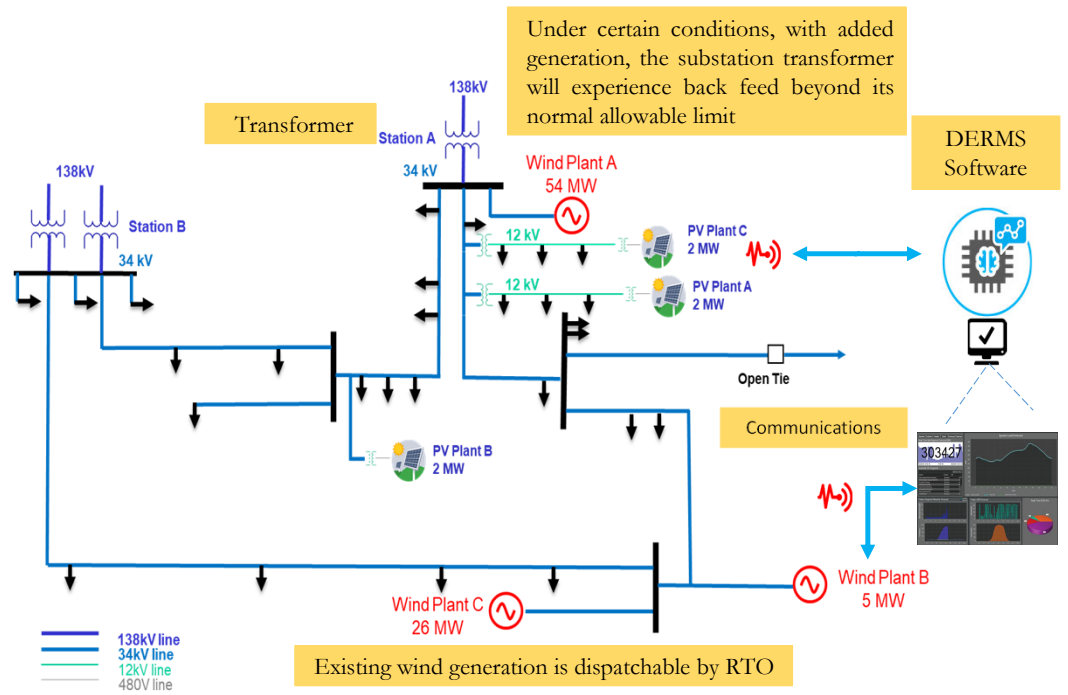 Under certain conditions, with added
generation, the substation transformer
will experience back feed beyond its
normal allowable limit
138kV
Transformer
Station A
DERMS
Software
34 kV
Wind Plant A
54 MW
138kV
Station B
34 kV
12 kV
PV Plant C
2 MW
12 kV
PV Plant A
2 MW
Open Tie
Communications
PV Plant B
2 MW
303427
Wind Plant B
5 MW
Wind Plant C
26 MW
138kV line
34kV line
12kV line
480V line
Existing wind generation is dispatchable by RTO